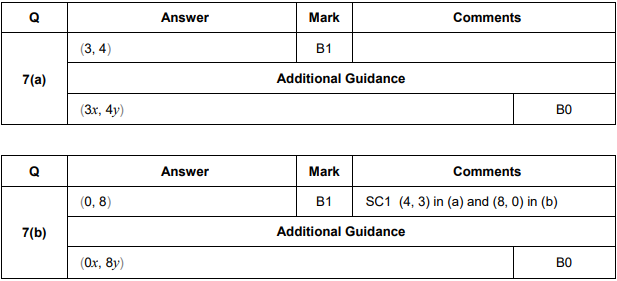 Q Answer Mark Comments
(3, 4) B1
7(a)
Additional Guidance
(3x, 4y) B0
Q Answer Mark Comments
(0, 8) B1 SC1 (4, 3) in (a) and (8, 0) in (b)
7(b)
Additional Guidance
(0x, 8y) B0